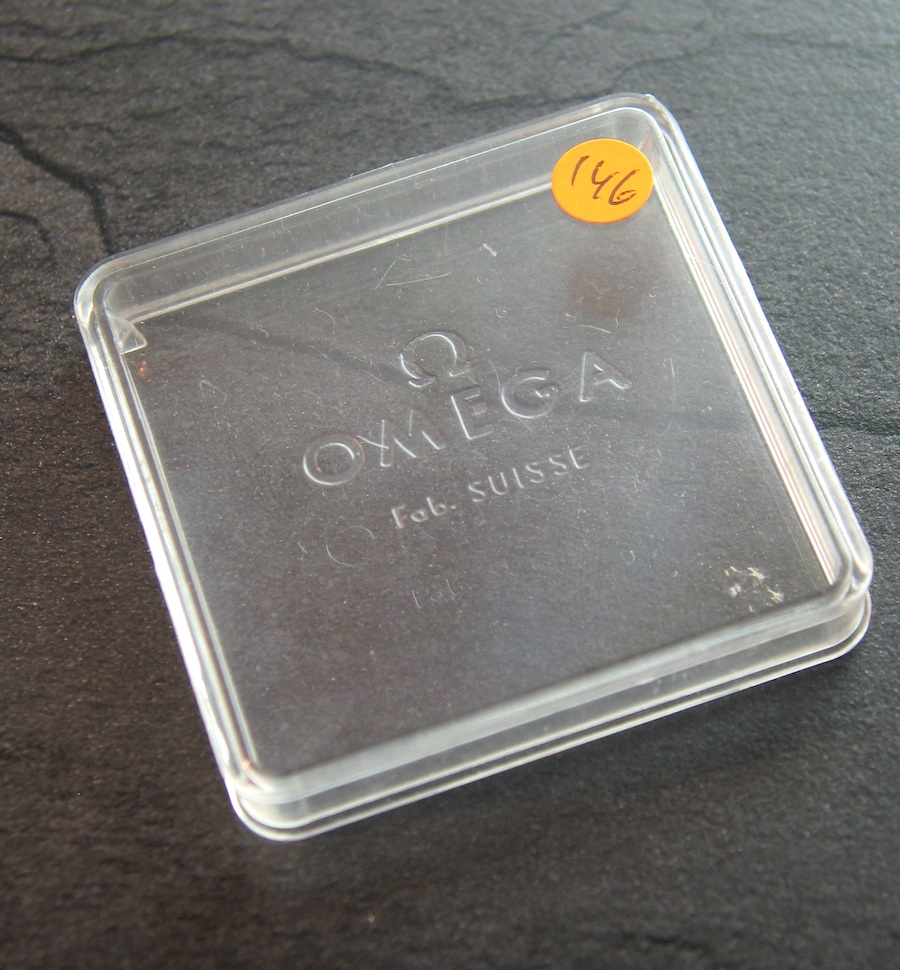 146
Ω
OMEGA
Fab. SUISSE